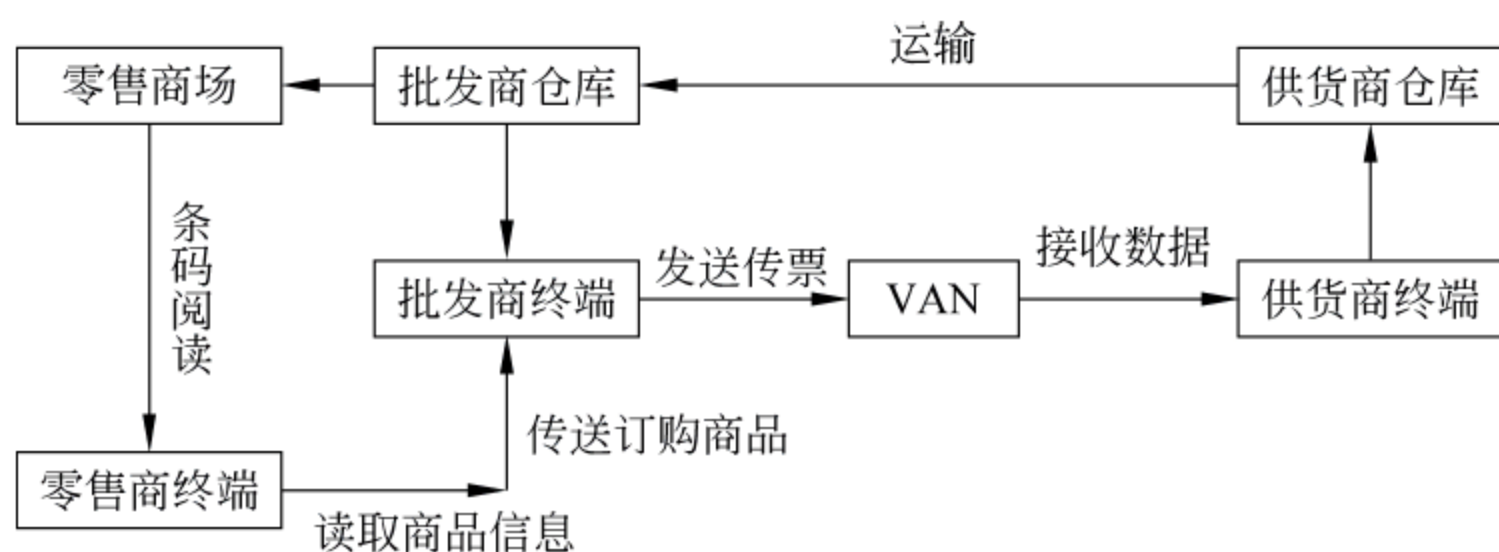 运输
零售商场
批发商仓库
供货商仓库
条码阅读
发送传票
接收数据
批发商终端
VAN
供货商终端
传送订购商品
零售商终端
读取商品信息